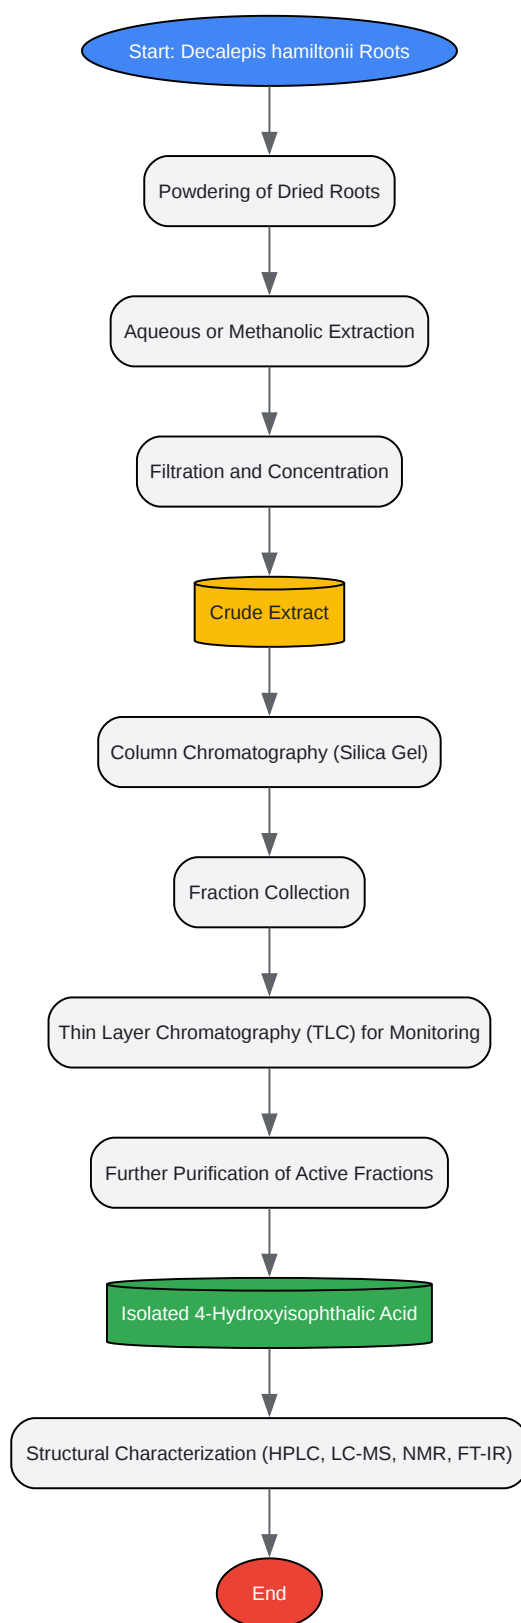 Start: Decalepis hamiltonii Roots
Powdering of Dried Roots
Aqueous or Methanolic Extraction
Filtration and Concentration
Crude Extract
Column Chromatography (Silica Gel)
Fraction Collection
Thin Layer Chromatography (TLC) for Monitoring
Further Purification of Active Fractions
Isolated 4-Hydroxyisophthalic Acid
Structural Characterization (HPLC, LC-MS, NMR, FT-IR)
End